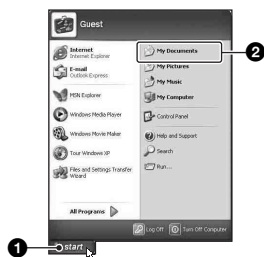 Guest
Internet
Internet Explorer
E-mail
Outlook Express
MSN Explorer
Windows Media Player
Windows Movie Maker
Tour Windows XP
Files and Settings Transfer
Wizard
All Programs
My Documents
My Pictures
My Music
My Computer
Control Panel
Help and Support
Search
Run...
Log Off
Turn Off Computer
start
1
2